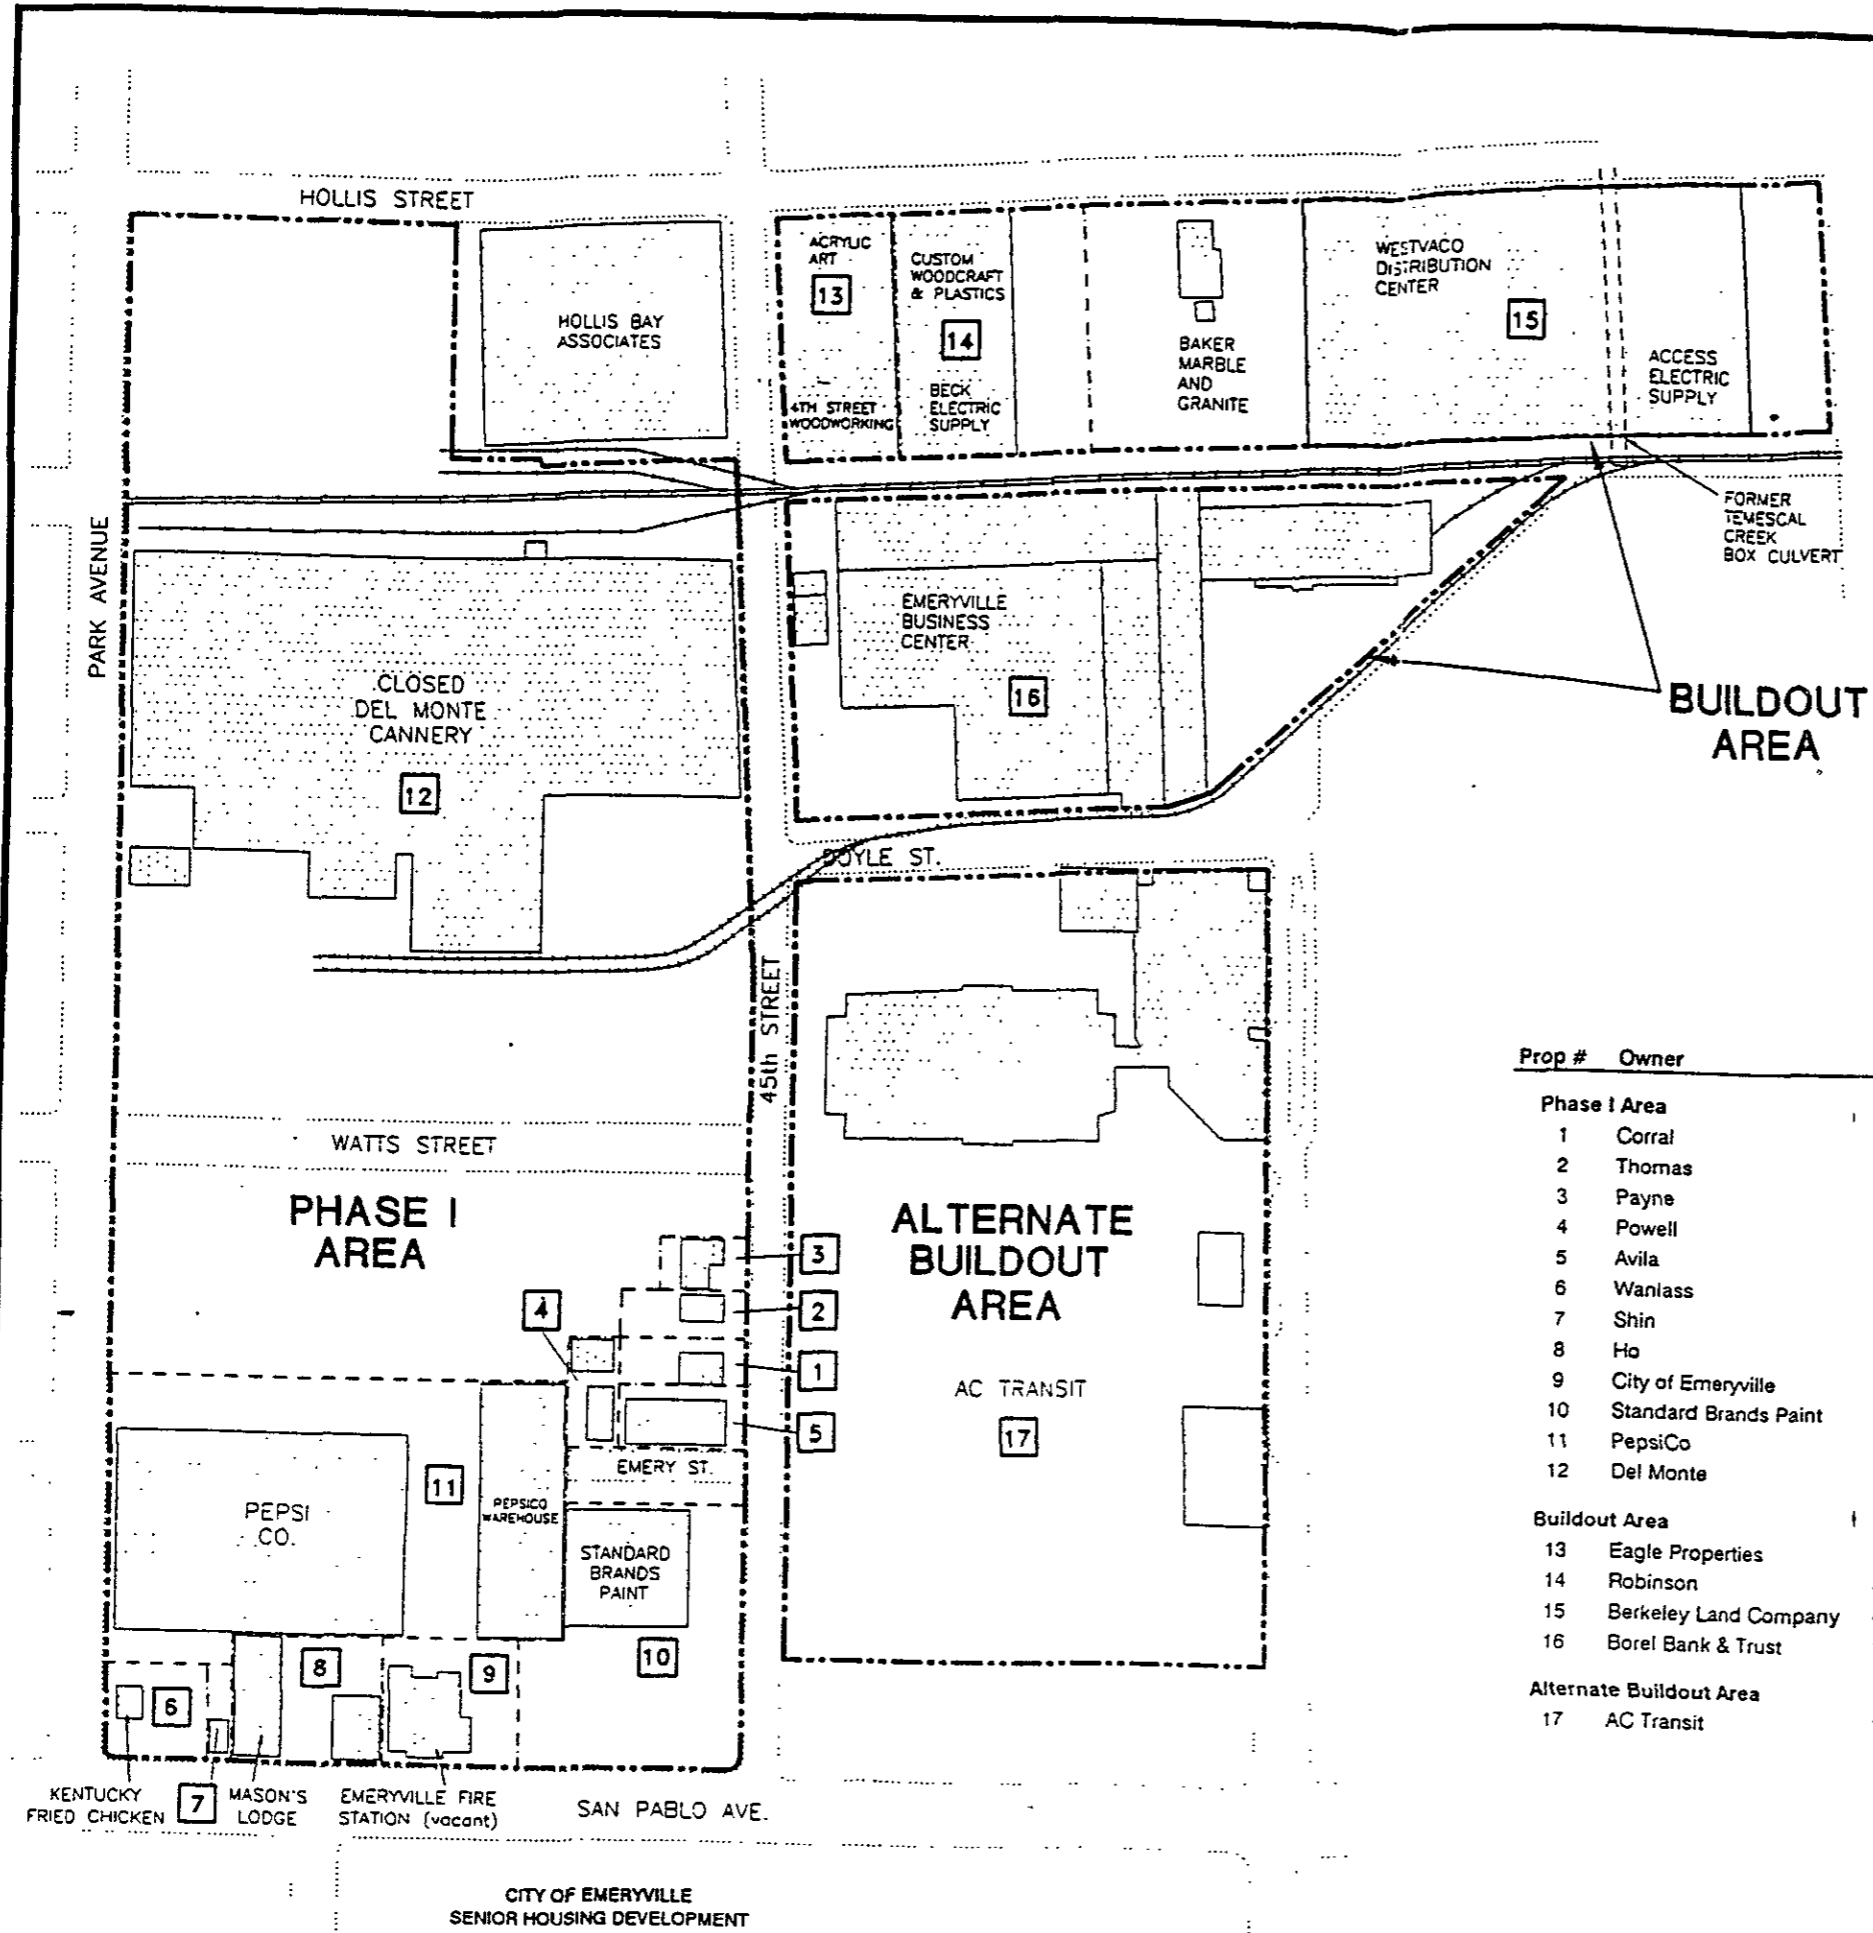 HOLLIS STREET
HOLLIS BAY
ASSOCIATES
ACRYLIC
ART
13
4TH STREET
WOODWORKING
CUSTOM
WOODCRAFT
& PLASTICS
14
BECK
ELECTRIC
SUPPLY
BAKER
MARBLE
AND
GRANITE
WESTVACO
DISTRIBUTION
CENTER
15
ACCESS
ELECTRIC
SUPPLY
FORMER
TEMESCAL
CREEK
BOX CULVERT
PARK AVENUE
CLOSED
DEL MONTE
CANNERY
12
EMERYVILLE
BUSINESS
CENTER
16
BUILDOUT
AREA
DOYLE ST.
45th STREET
WATTS STREET
PHASE I
AREA
ALTERNATE
BUILDOUT
AREA
AC TRANSIT
17
3
2
4
1
5
EMERY ST.
PEPSI
CO.
11
PEPSICO
WAREHOUSE
STANDARD
BRANDS
PAINT
10
8
9
6
KENTUCKY
FRIED CHICKEN
7
MASON'S
LODGE
EMERYVILLE FIRE
STATION (vacant)
SAN PABLO AVE.
CITY OF EMERYVILLE
SENIOR HOUSING DEVELOPMENT
Prop # Owner
Phase I Area
1 Corral
2 Thomas
3 Payne
4 Powell
5 Avila
6 Wanlass
7 Shin
8 Ho
9 City of Emeryville
10 Standard Brands Paint
11 PepsiCo
12 Del Monte
Buildout Area
13 Eagle Properties
14 Robinson
15 Berkeley Land Company
16 Borel Bank & Trust
Alternate Buildout Area
17 AC Transit